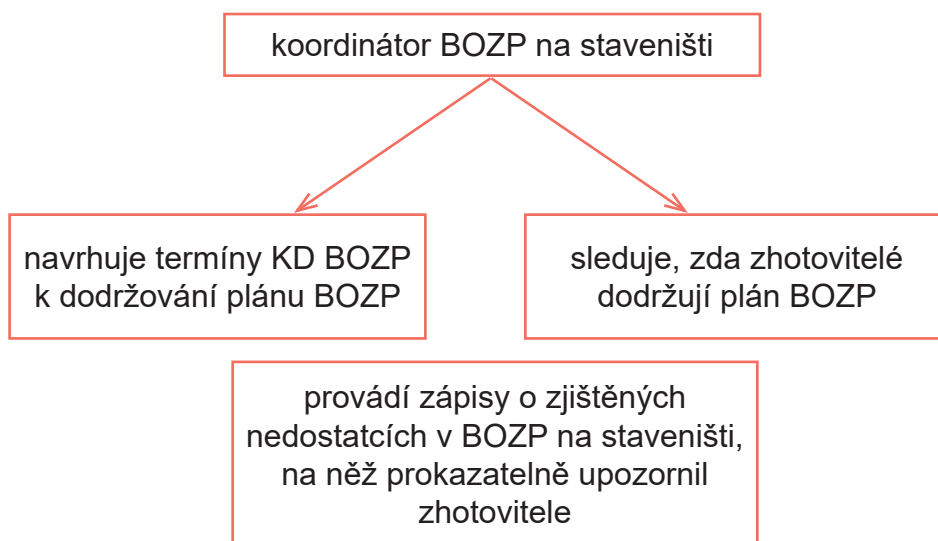 koordinátor BOZP na staveništi
navrhuje termíny KD BOZP
k dodržování plánu BOZP
sleduje, zda zhotovitelé
dodržují plán BOZP
provádí zápisy o zjištěných
nedostatcích v BOZP na staveništi,
na něž prokazatelně upozornil
zhotovitele